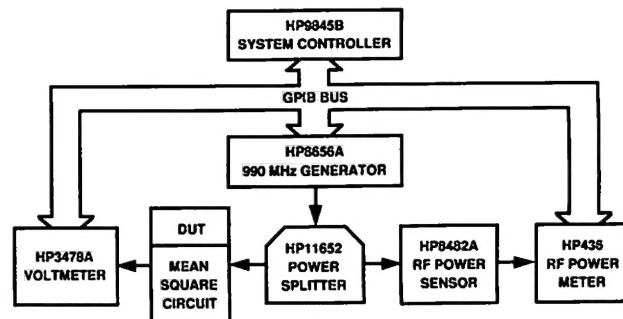 HP9845B
SYSTEM CONTROLLER
GPIB BUS
HP8656A
990 MHz GENERATOR
HP3478A
VOLTMETER
DUT
MEAN
SQUARE
CIRCUIT
HP11652
POWER
SPLITTER
HP8482A
RF POWER
SENSOR
HP436
RF POWER
METER